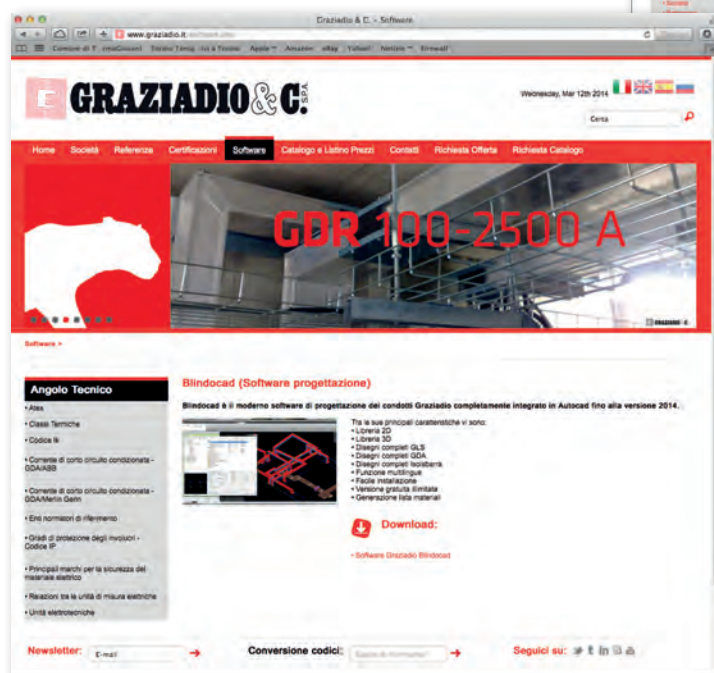 • Società
Graziadio & C. - Software
www.graziadio.it
Apple Amazon eBay Yahoo! Notizie Firewall
GRAZIADIO & C. S.P.A.
Wednesday, Mar 12th 2014
Cerca
Home Società Referenze Certificazioni Software Catalogo e Listino Prezzi Contatti Richiesta Offerta Richiesta Catalogo
GDR 100-2500 A
GRAZIADIO & C.
Software >
Angolo Tecnico
• Atex
• Classi Termiche
• Codice Ik
• Corrente di corto circuito condizionata -
GDA/ABB
• Corrente di corto circuito condizionata -
GDA/Merlin Gerin
• Enti normatori di riferimento
• Gradi di protezione degli involucri -
Codice IP
• Principali marchi per la sicurezza del
materiale elettrico
• Relazioni tra le unità di misura elettriche
• Unità elettrotecniche
Blindocad (Software progettazione)
Blindocad è il moderno software di progettazione dei condotti Graziadio completamente integrato in Autocad fino alla versione 2014.
Tra le sue principali caratteristiche vi sono:
• Libreria 2D
• Libreria 3D
• Disegni completi GLS
• Disegni completi GDA
• Disegni completi Isolsbarra
• Funzione multilingue
• Facile installazione
• Versione gratuita illimitata
• Generazione lista materiali
Download:
• Software Graziadio Blindocad
Newsletter: E-mail
Conversione codici:
Seguici su: